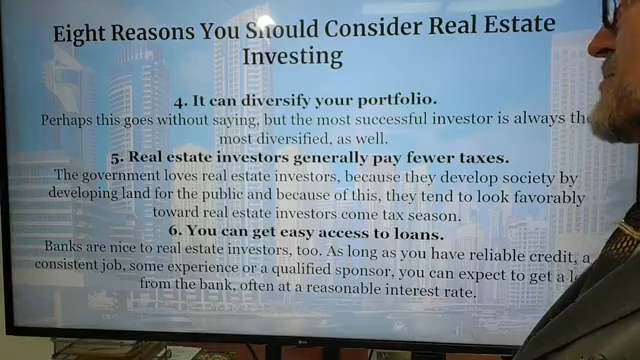 Eight Reasons You Should Consider Real Estate
Investing
4. It can diversify your portfolio.
Perhaps this goes without saying, but the most successful investor is always the
most diversified, as well.
5. Real estate investors generally pay fewer taxes.
The government loves real estate investors, because they develop society by
developing land for the public and because of this, they tend to look favorably
toward real estate investors come tax season.
6. You can get easy access to loans.
Banks are nice to real estate investors, too. As long as you have reliable credit, a
consistent job, some experience or a qualified sponsor, you can expect to get a
from the bank, often at a reasonable interest rate.
LG